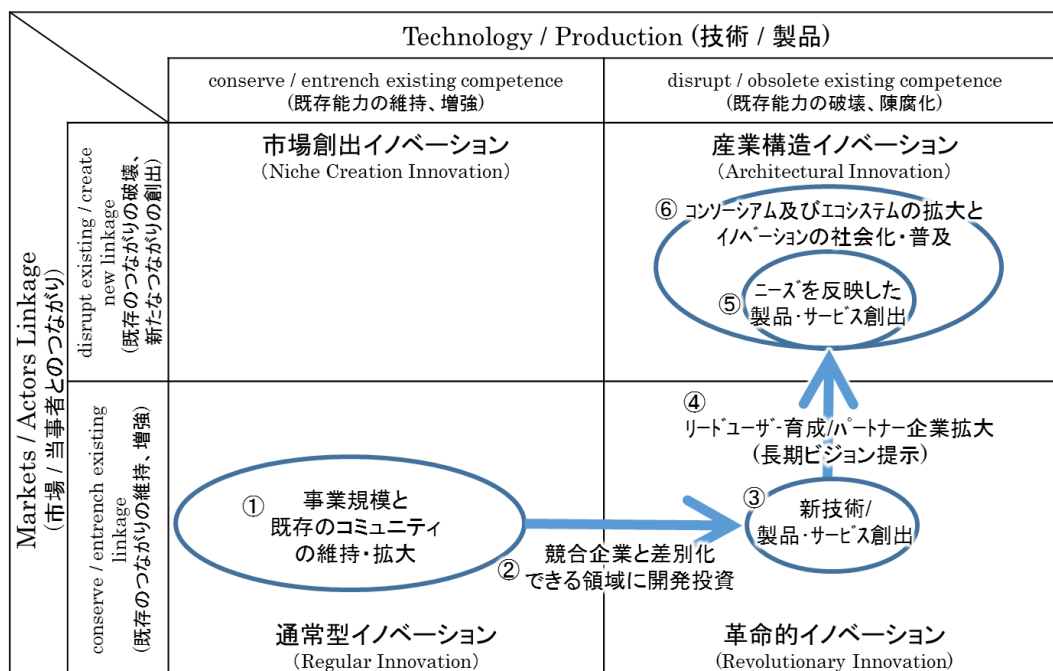 Technology / Production (技術 / 製品)
conserve / entrench existing competence
(既存能力の維持、増強)
disrupt / obsolete existing competence
(既存能力の破壊、陳腐化)
Markets / Actors Linkage
(市場 / 当事者とのつながり)
disrupt existing / create
new linkage
(既存のつながりの破壊、
新たなつながりの創出)
市場創出イノベーション
(Niche Creation Innovation)
産業構造イノベーション
(Architectural Innovation)
⑥ コンソーシアム及びエコシステムの拡大と
イノベーションの社会化・普及
⑤ ニーズを反映した
製品・サービス創出
conserve / entrench existing
linkage
(既存のつながりの維持、増強)
④
リードユーザー育成/パートナー企業拡大
(長期ビジョン提示)
① 事業規模と
既存のコミュニティ
の維持・拡大
② 競合企業と差別化
できる領域に開発投資
③ 新技術/
製品・サービス創出
通常型イノベーション
(Regular Innovation)
革命的イノベーション
(Revolutionary Innovation)